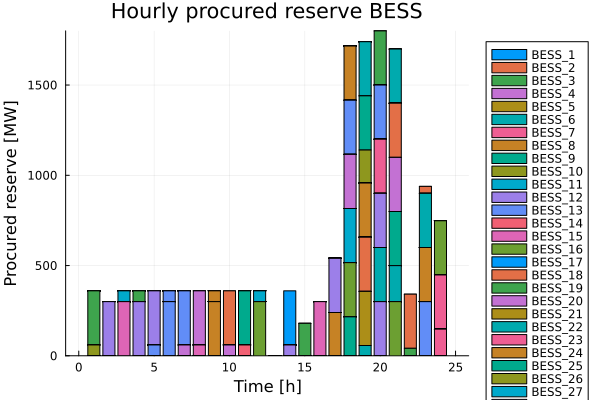 Hourly procured reserve BESS
Procured reserve [MW]
1500
1000
500
0
0
5
10
15
20
25
Time [h]
BESS_1
BESS_2
BESS_3
BESS_4
BESS_5
BESS_6
BESS_7
BESS_8
BESS_9
BESS_10
BESS_11
BESS_12
BESS_13
BESS_14
BESS_15
BESS_16
BESS_17
BESS_18
BESS_19
BESS_20
BESS_21
BESS_22
BESS_23
BESS_24
BESS_25
BESS_26
BESS_27